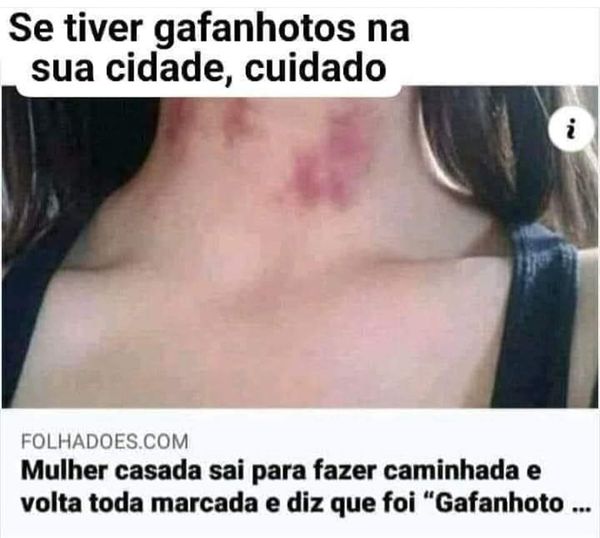 Se tiver gafanhotos na
sua cidade, cuidado
i
FOLHADOES.COM
Mulher casada sai para fazer caminhada e
volta toda marcada e diz que foi “Gafanhoto ...